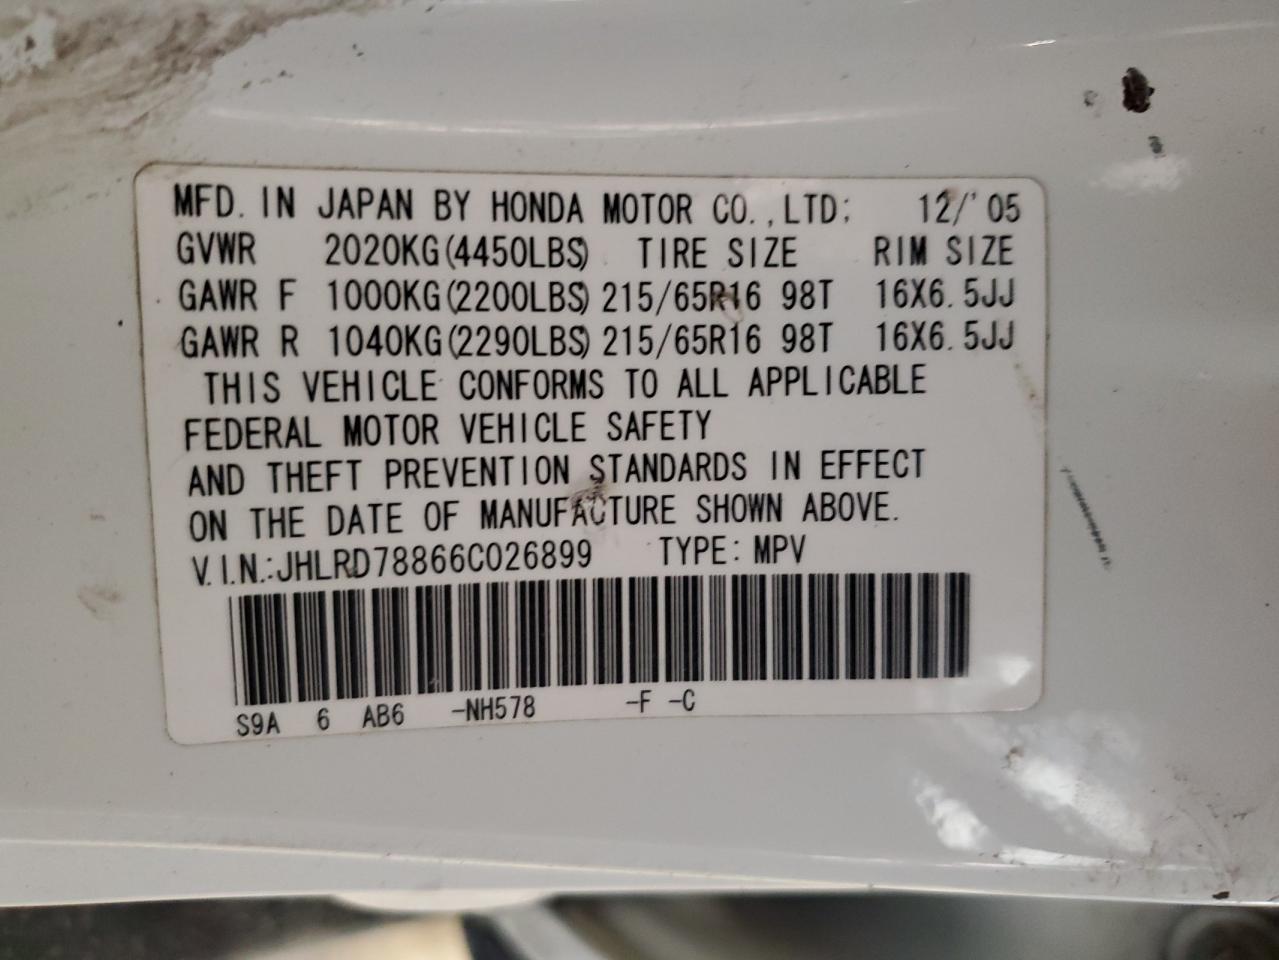 MFD. IN JAPAN BY HONDA MOTOR CO.,LTD: 12/'05
GVWR 2020KG(4450LBS) TIRE SIZE RIM SIZE
GAWR F 1000KG(2200LBS) 215/65R16 98T 16X6.5JJ
GAWR R 1040KG(2290LBS) 215/65R16 98T 16X6.5JJ
THIS VEHICLE CONFORMS TO ALL APPLICABLE
FEDERAL MOTOR VEHICLE SAFETY
AND THEFT PREVENTION STANDARDS IN EFFECT
ON THE DATE OF MANUFACTURE SHOWN ABOVE.
V.I.N.:JHLRD78866C026899 TYPE: MPV
S9A 6 AB6 -NH578 -F -C